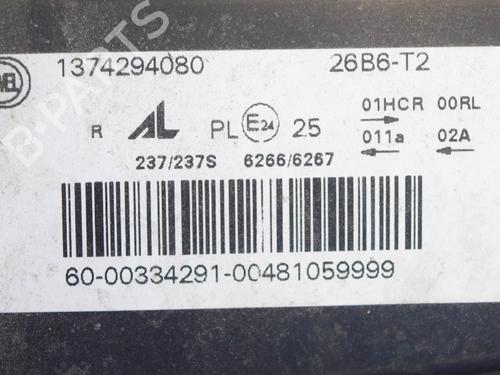 1374294080 26B6-T2
R AL PL E24 25 01HCR 00RL
011a 02A
237/237S 6266/6267
60-00334291-00481059999
B-PARTS